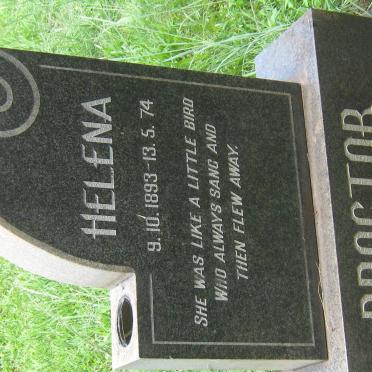 HELENA
9.10.1893-13.5.74
SHE WAS LIKE A LITTLE BIRD
WHO ALWAYS SANG AND
THEN FLEW AWAY.
PROCTOR